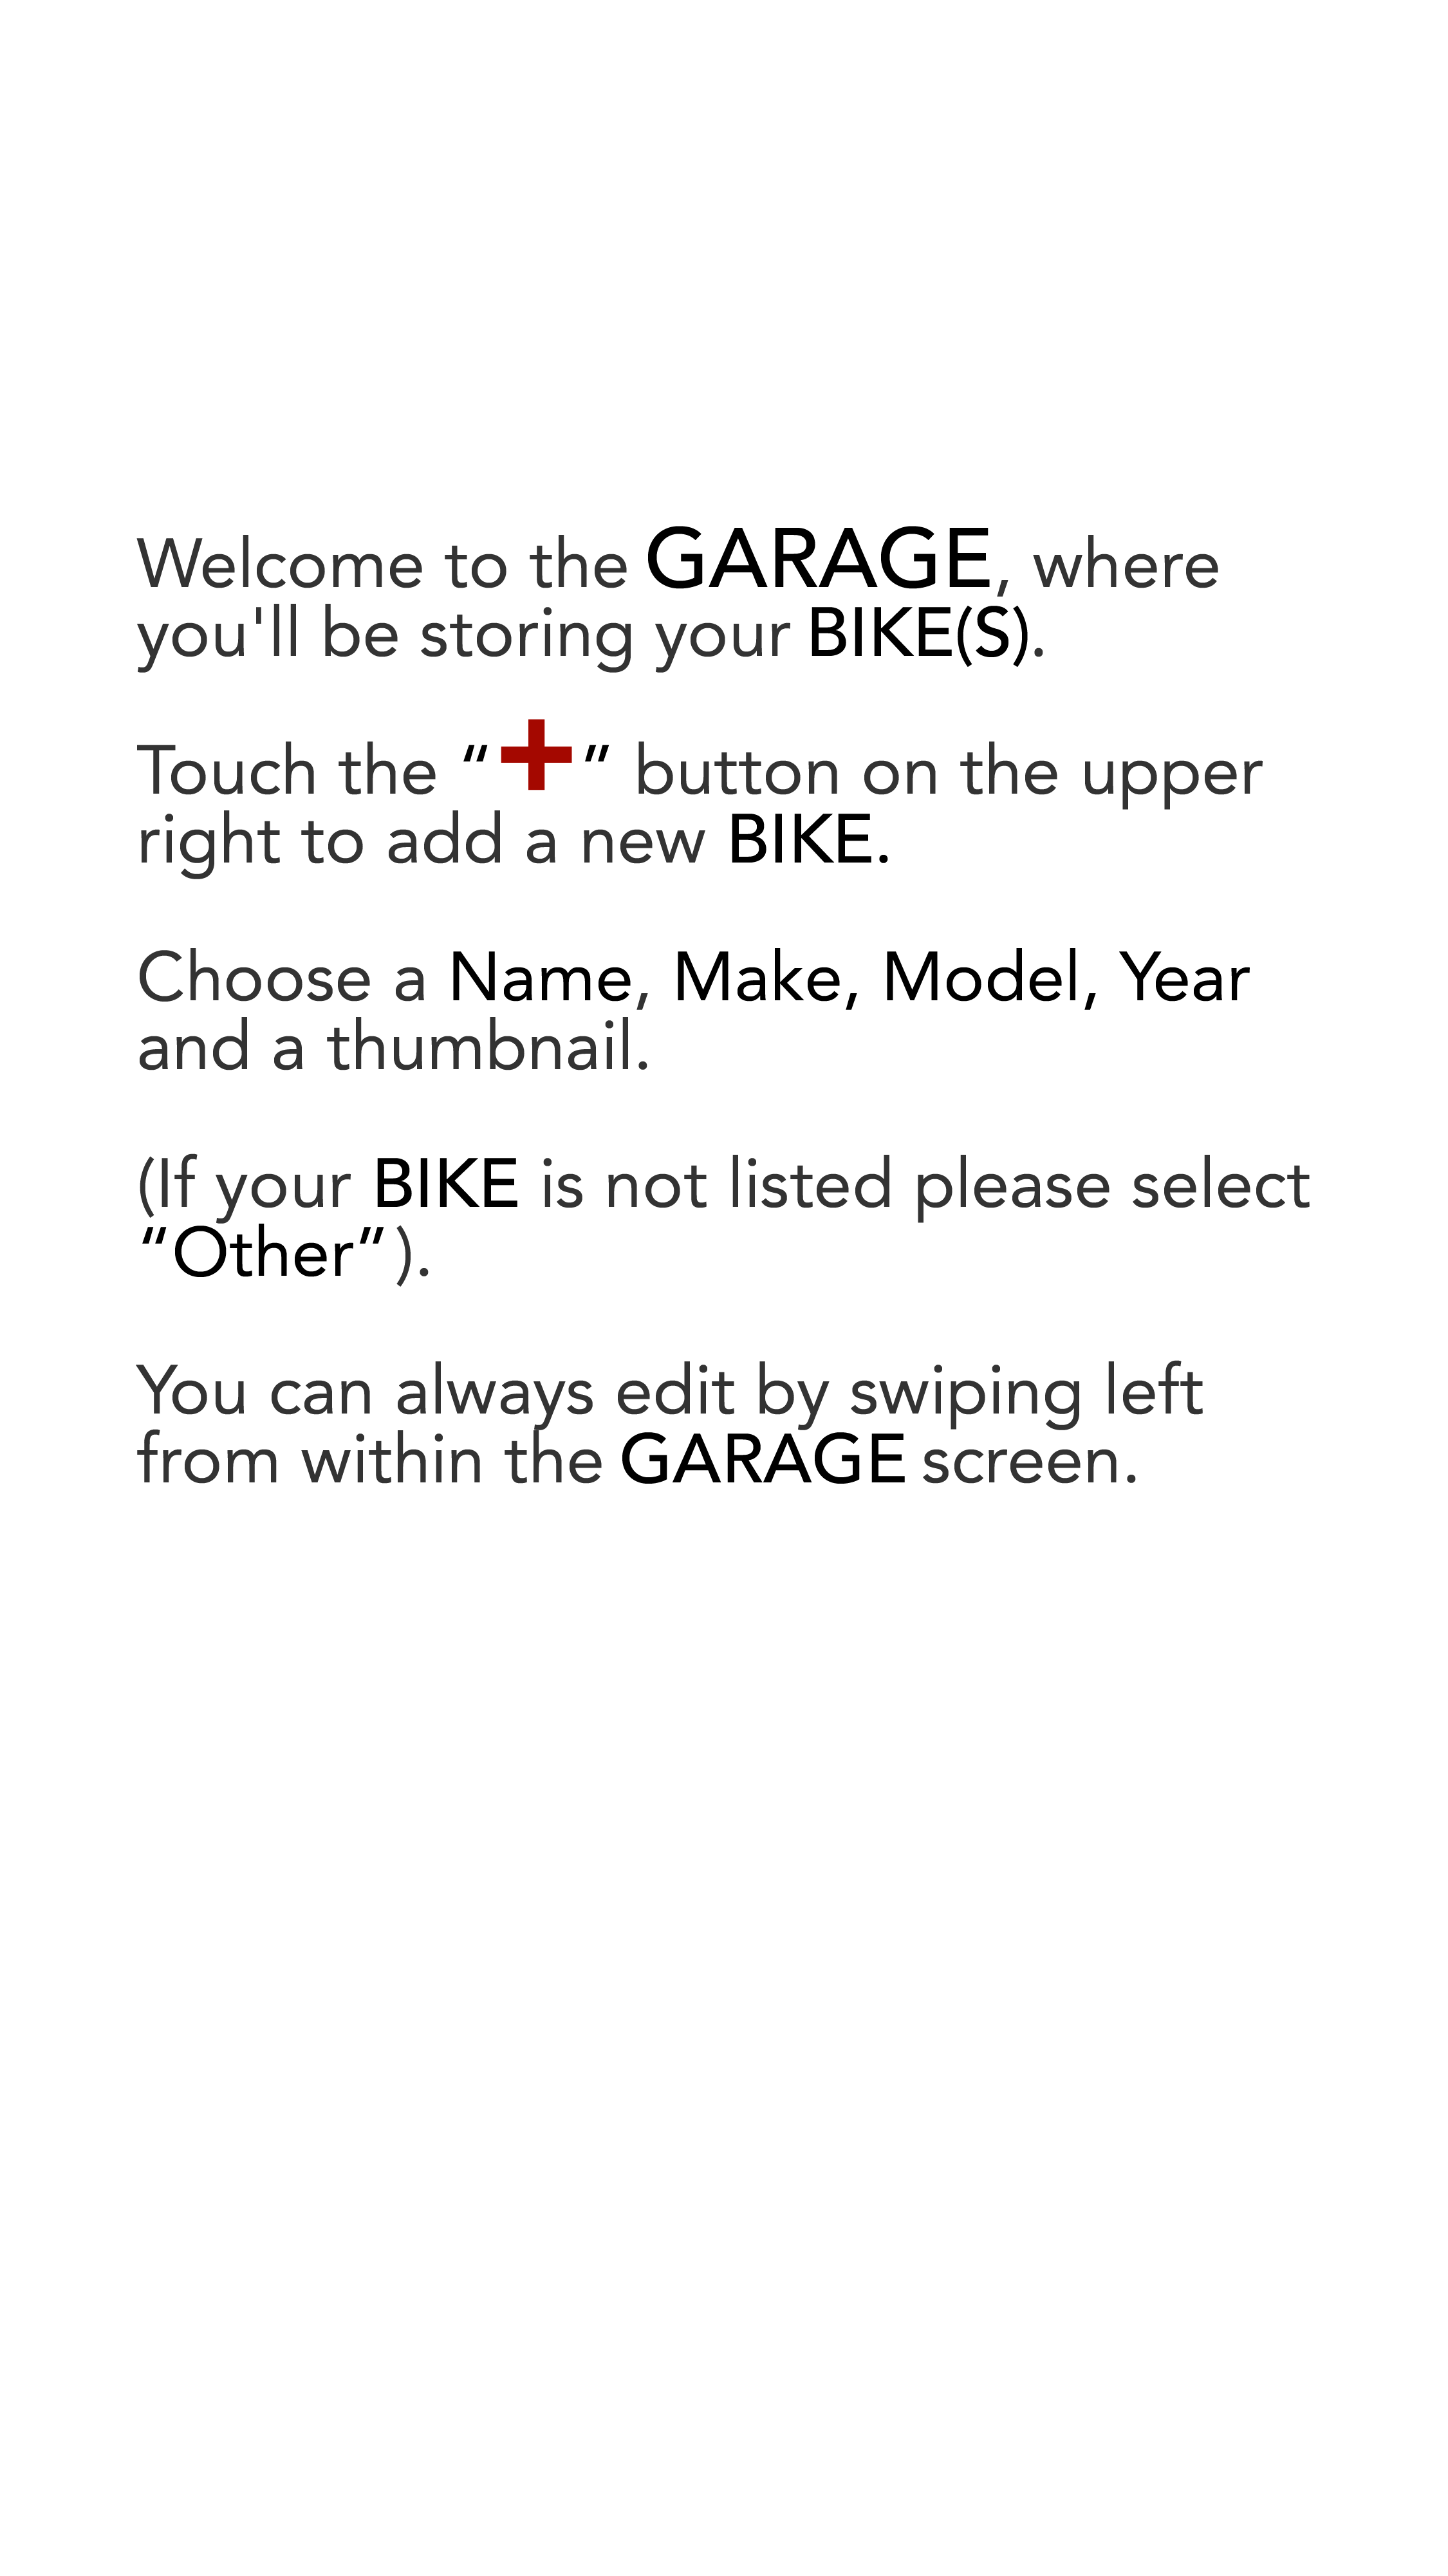 Welcome to the GARAGE, where
you'll be storing your BIKE(S).
Touch the “+” button on the upper
right to add a new BIKE.
Choose a Name, Make, Model, Year
and a thumbnail.
(If your BIKE is not listed please select
“Other”).
You can always edit by swiping left
from within the GARAGE screen.